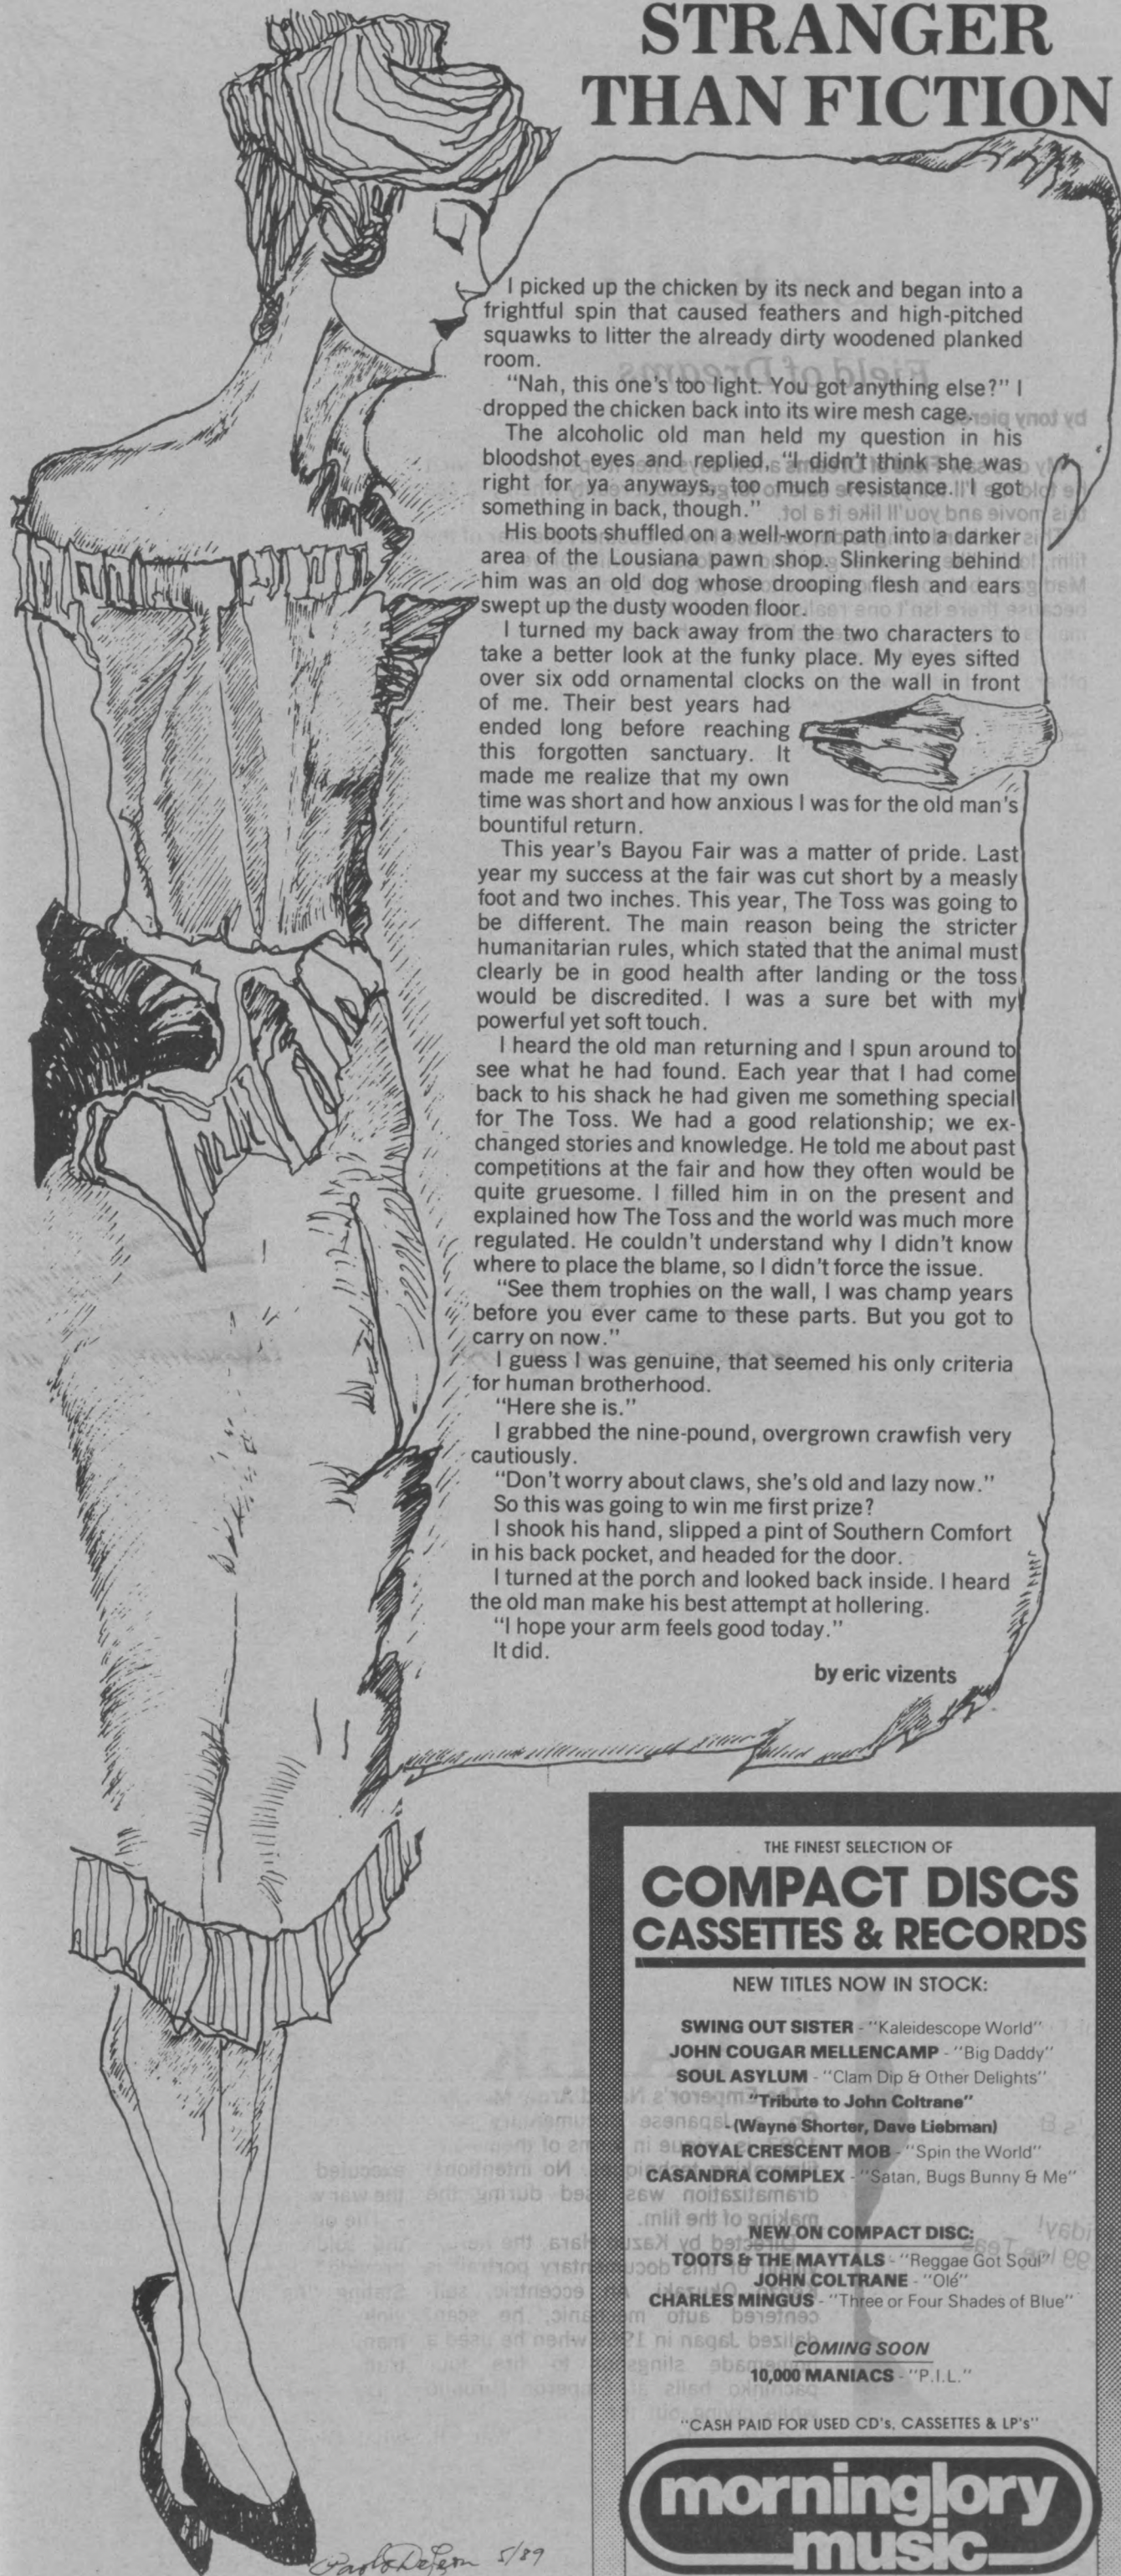 STRANGER
THAN FICTION
I picked up the chicken by its neck and began into a
frightful spin that caused feathers and high-pitched
squawks to litter the already dirty woodened planked
room.
"Nah, this one's too light. You got anything else?" I
dropped the chicken back into its wire mesh cage.
The alcoholic old man held my question in his
bloodshot eyes and replied, "I didn't think she was
right for ya anyways, too much resistance. I got
something in back, though."
His boots shuffled on a well-worn path into a darker
area of the Lousiana pawn shop. Slinkering behind
him was an old dog whose drooping flesh and ears
swept up the dusty wooden floor.
I turned my back away from the two characters to
take a better look at the funky place. My eyes sifted
over six odd ornamental clocks on the wall in front
of me. Their best years had
ended long before reaching
this forgotten sanctuary. It
made me realize that my own
time was short and how anxious I was for the old man's
bountiful return.
This year's Bayou Fair was a matter of pride. Last
year my success at the fair was cut short by a measly
foot and two inches. This year, The Toss was going to
be different. The main reason being the stricter
humanitarian rules, which stated that the animal must
clearly be in good health after landing or the toss
would be discredited. I was a sure bet with my
powerful yet soft touch.
I heard the old man returning and I spun around to
see what he had found. Each year that I had come
back to his shack he had given me something special
for The Toss. We had a good relationship; we ex-
changed stories and knowledge. He told me about past
competitions at the fair and how they often would be
quite gruesome. I filled him in on the present and
explained how The Toss and the world was much more
regulated. He couldn't understand why I didn't know
where to place the blame, so I didn't force the issue.
"See them trophies on the wall, I was champ years
before you ever came to these parts. But you got to
carry on now."
I guess I was genuine, that seemed his only criteria
for human brotherhood.
"Here she is."
I grabbed the nine-pound, overgrown crawfish very
cautiously.
"Don't worry about claws, she's old and lazy now."
So this was going to win me first prize?
I shook his hand, slipped a pint of Southern Comfort
in his back pocket, and headed for the door.
I turned at the porch and looked back inside. I heard
the old man make his best attempt at hollering.
"I hope your arm feels good today."
It did.
by eric vizents
THE FINEST SELECTION OF
COMPACT DISCS
CASSETTES & RECORDS
NEW TITLES NOW IN STOCK:
SWING OUT SISTER - "Kaleidescope World"
JOHN COUGAR MELLENCAMP - "Big Daddy"
SOUL ASYLUM - "Clam Dip & Other Delights"
"Tribute to John Coltrane"
- (Wayne Shorter, Dave Liebman)
ROYAL CRESCENT MOB - "Spin the World"
CASANDRA COMPLEX - "Satan, Bugs Bunny & Me"
NEW ON COMPACT DISC:
TOOTS & THE MAYTALS - "Reggae Got Soul"
JOHN COLTRANE - "Olé"
CHARLES MINGUS - "Three or Four Shades of Blue"
COMING SOON
10,000 MANIACS - "P.I.L."
"CASH PAID FOR USED CD's, CASSETTES & LP's"
morninglory
music
5/89